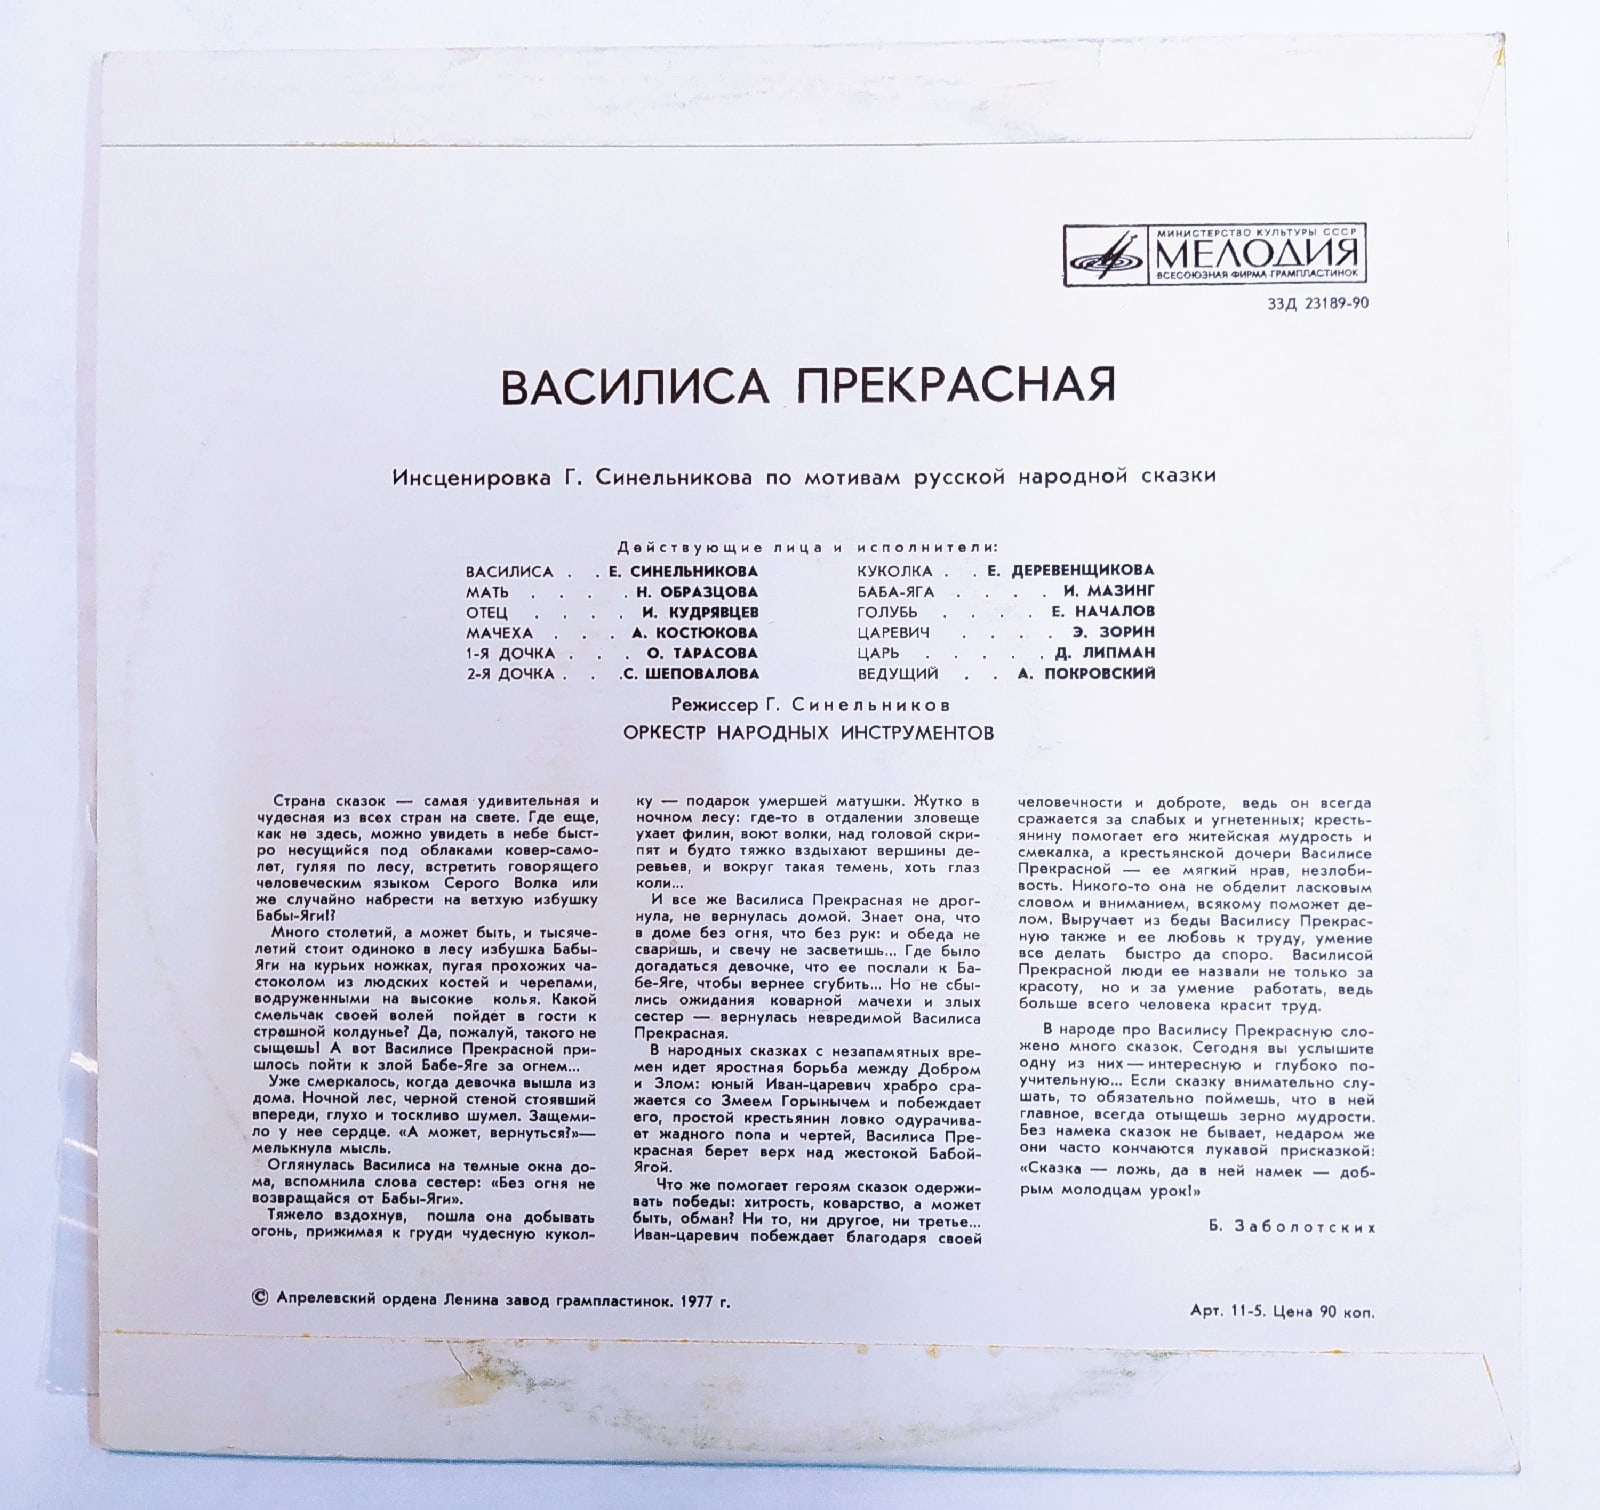 МИНИСТЕРСТВО КУЛЬТУРЫ СССР
МЕЛОДИЯ
ВСЕСОЮЗНАЯ ФИРМА ГРАМПЛАСТИНОК
33Д 23189-90
ВАСИЛИСА ПРЕКРАСНАЯ
Инсценировка Г. Синельникова по мотивам русской народной сказки
Действующие лица и исполнители:
ВАСИЛИСА . . Е. СИНЕЛЬНИКОВА
МАТЬ . . . . Н. ОБРАЗЦОВА
ОТЕЦ . . . . И. КУДРЯВЦЕВ
МАЧЕХА . . . А. КОСТЮКОВА
1-Я ДОЧКА . . . О. ТАРАСОВА
2-Я ДОЧКА . . . С. ШЕПОВАЛОВА
КУКОЛКА . . Е. ДЕРЕВЕНЩИКОВА
БАБА-ЯГА . . . . И. МАЗИНГ
ГОЛУБЬ . . . . Е. НАЧАЛОВ
ЦАРЕВИЧ . . . . Э. ЗОРИН
ЦАРЬ . . . . . Д. ЛИПМАН
ВЕДУЩИЙ . . А. ПОКРОВСКИЙ
Режиссер Г. Синельников
ОРКЕСТР НАРОДНЫХ ИНСТРУМЕНТОВ
Страна сказок — самая удивительная и
чудесная из всех стран на свете. Где еще,
как не здесь, можно увидеть в небе быст-
ро несущийся под облаками ковер-само-
лет, гуляя по лесу, встретить говорящего
человеческим языком Серого Волка или
же случайно набрести на ветхую избушку
Бабы-Яги!?
Много столетий, а может быть, и тысяче-
летий стоит одиноко в лесу избушка Бабы-
Яги на курьих ножках, пугая прохожих ча-
стоколом из людских костей и черепами,
водруженными на высокие колья. Какой
смельчак своей волей пойдет в гости к
страшной колдунье? Да, пожалуй, такого не
сыщешь! А вот Василисе Прекрасной при-
шлось пойти к злой Бабе-Яге за огнем...
Уже смеркалось, когда девочка вышла из
дома. Ночной лес, черной стеной стоявший
впереди, глухо и тоскливо шумел. Защеми-
ло у нее сердце. «А может, вернуться?»—
мелькнула мысль.
Оглянулась Василиса на темные окна до-
ма, вспомнила слова сестер: «Без огня не
возвращайся от Бабы-Яги».
Тяжело вздохнув, пошла она добывать
огонь, прижимая к груди чудесную кукол-
ку — подарок умершей матушки. Жутко в
ночном лесу: где-то в отдалении зловеще
ухает филин, воют волки, над головой скри-
пят и будто тяжко вздыхают вершины де-
ревьев, и вокруг такая темень, хоть глаз
коли...
И все же Василиса Прекрасная не дрог-
нула, не вернулась домой. Знает она, что
в доме без огня, что без рук: и обеда не
сваришь, и свечу не засветишь... Где было
догадаться девочке, что ее послали к Ба-
бе-Яге, чтобы вернее сгубить... Но не сбы-
лись ожидания коварной мачехи и злых
сестер — вернулась невредимой Василиса
Прекрасная.
В народных сказках с незапамятных вре-
мен идет яростная борьба между Добром
и Злом: юный Иван-царевич храбро сра-
жается со Змеем Горынычем и побеждает
его, простой крестьянин ловко одурачива-
ет жадного попа и чертей, Василиса Пре-
красная берет верх над жестокой Бабой-
Ягой.
Что же помогает героям сказок одержи-
вать победы: хитрость, коварство, а может
быть, обман? Ни то, ни другое, ни третье...
Иван-царевич побеждает благодаря своей
человечности и доброте, ведь он всегда
сражается за слабых и угнетенных; кресть-
янину помогает его житейская мудрость и
смекалка, а крестьянской дочери Василисе
Прекрасной — ее мягкий нрав, незлоби-
вость. Никого-то она не обделит ласковым
словом и вниманием, всякому поможет де-
лом. Выручает из беды Василису Прекрас-
ную также и ее любовь к труду, умение
все делать быстро да споро. Василисой
Прекрасной люди ее назвали не только за
красоту, но и за умение работать, ведь
больше всего человека красит труд.
В народе про Василису Прекрасную сло-
жено много сказок. Сегодня вы услышите
одну из них — интересную и глубоко по-
учительную... Если сказку внимательно слу-
шать, то обязательно поймешь, что в ней
главное, всегда отыщешь зерно мудрости.
Без намека сказок не бывает, недаром же
они часто кончаются лукавой присказкой:
«Сказка — ложь, да в ней намек — доб-
рым молодцам урок!»
Б. Заболотских
© Апрелевский ордена Ленина завод грампластинок. 1977 г.
Арт. 11-5. Цена 90 коп.